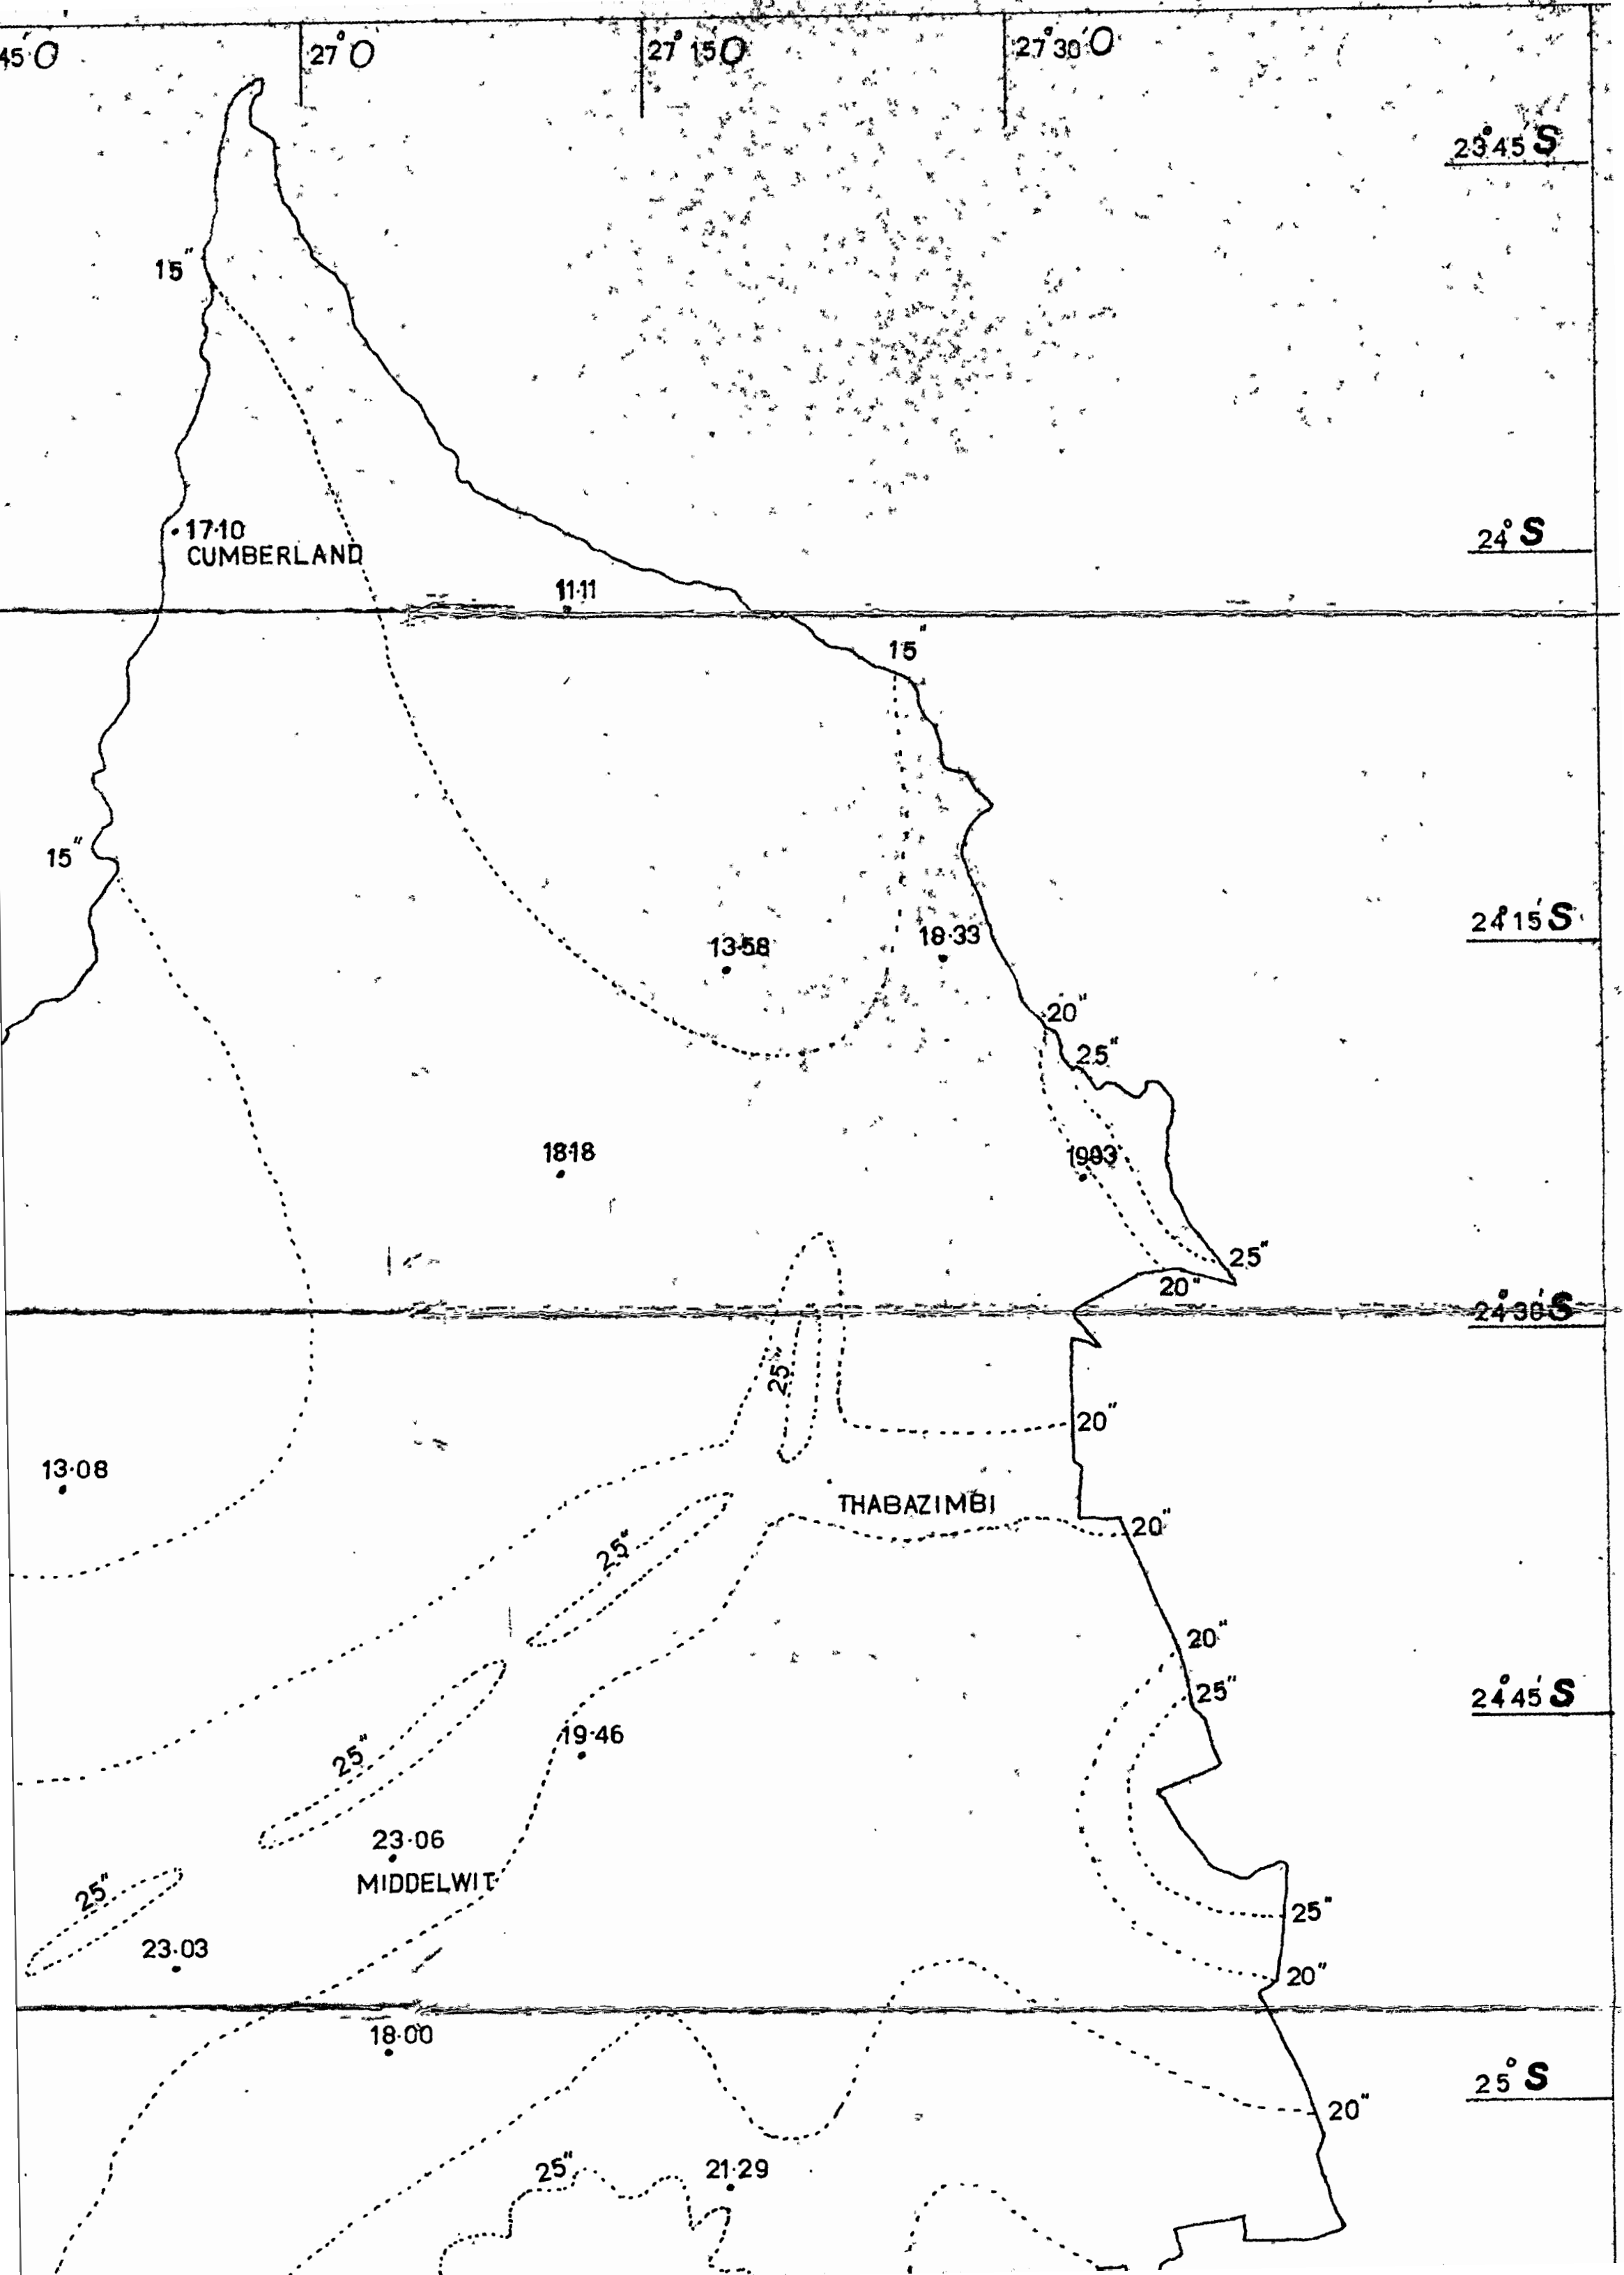 45′O
27°O
27°15O
27°30′O
23°45′S
15"
17·10
CUMBERLAND
24°S
11·11
15"
15"
24°15′S
13·58
18·33
20"
25"
18·18
19·03
25"
20"
24°30′S
25"
20"
13·08
THABAZIMBI
20"
25"
20"
25"
24°45′S
19·46
25"
23·06
MIDDELWIT
25"
25"
23·03
20"
18·00
25°S
20"
25"
21·29